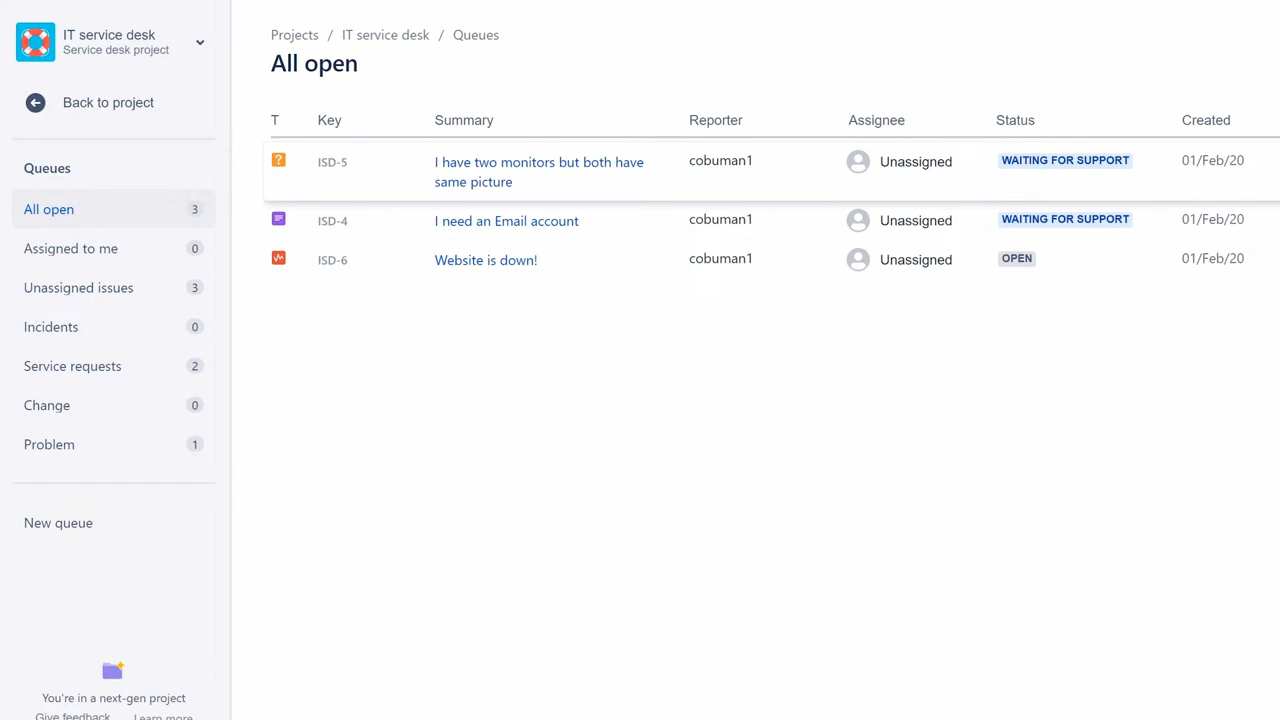 IT service desk
Service desk project
Back to project
Queues
All open 3
Assigned to me 0
Unassigned issues 3
Incidents 0
Service requests 2
Change 0
Problem 1
New queue
You're in a next-gen project
Give feedback Learn more
Projects / IT service desk / Queues
All open
T Key Summary Reporter Assignee Status Created
? ISD-5 I have two monitors but both have cobuman1 Unassigned WAITING FOR SUPPORT 01/Feb/20
same picture
ISD-4 I need an Email account cobuman1 Unassigned WAITING FOR SUPPORT 01/Feb/20
ISD-6 Website is down! cobuman1 Unassigned OPEN 01/Feb/20